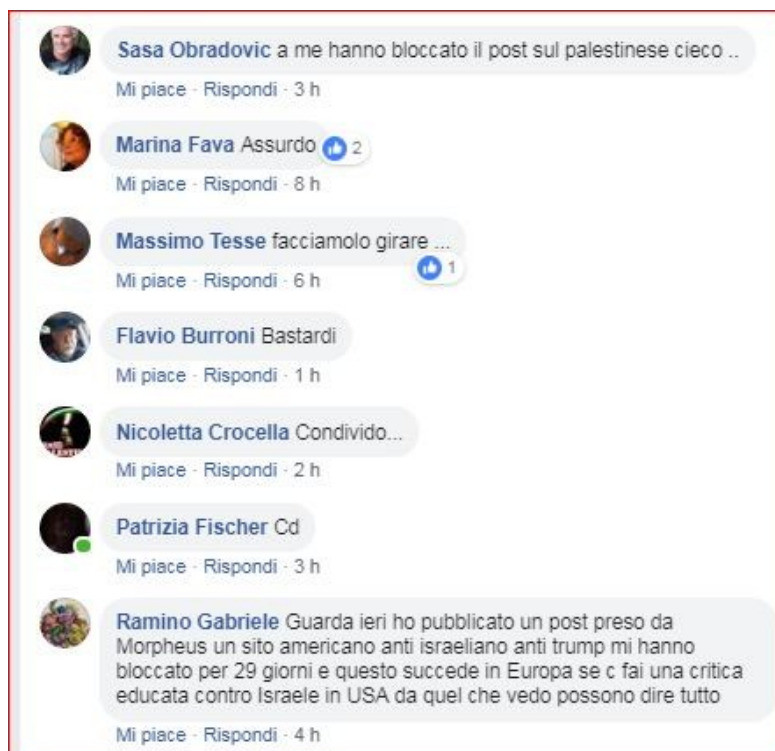 Sasa Obradovic a me hanno bloccato il post sul palestinese cieco ..
Mi piace · Rispondi · 3 h
Marina Fava Assurdo 2
Mi piace · Rispondi · 8 h
Massimo Tesse facciamolo girare ...
1
Mi piace · Rispondi · 6 h
Flavio Burroni Bastardi
Mi piace · Rispondi · 1 h
Nicoletta Crocella Condivido...
Mi piace · Rispondi · 2 h
Patrizia Fischer Cd
Mi piace · Rispondi · 3 h
Ramino Gabriele Guarda ieri ho pubblicato un post preso da
Morpheus un sito americano anti israeliano anti trump mi hanno
bloccato per 29 giorni e questo succede in Europa se c fai una critica
educata contro Israele in USA da quel che vedo possono dire tutto
Mi piace · Rispondi · 4 h